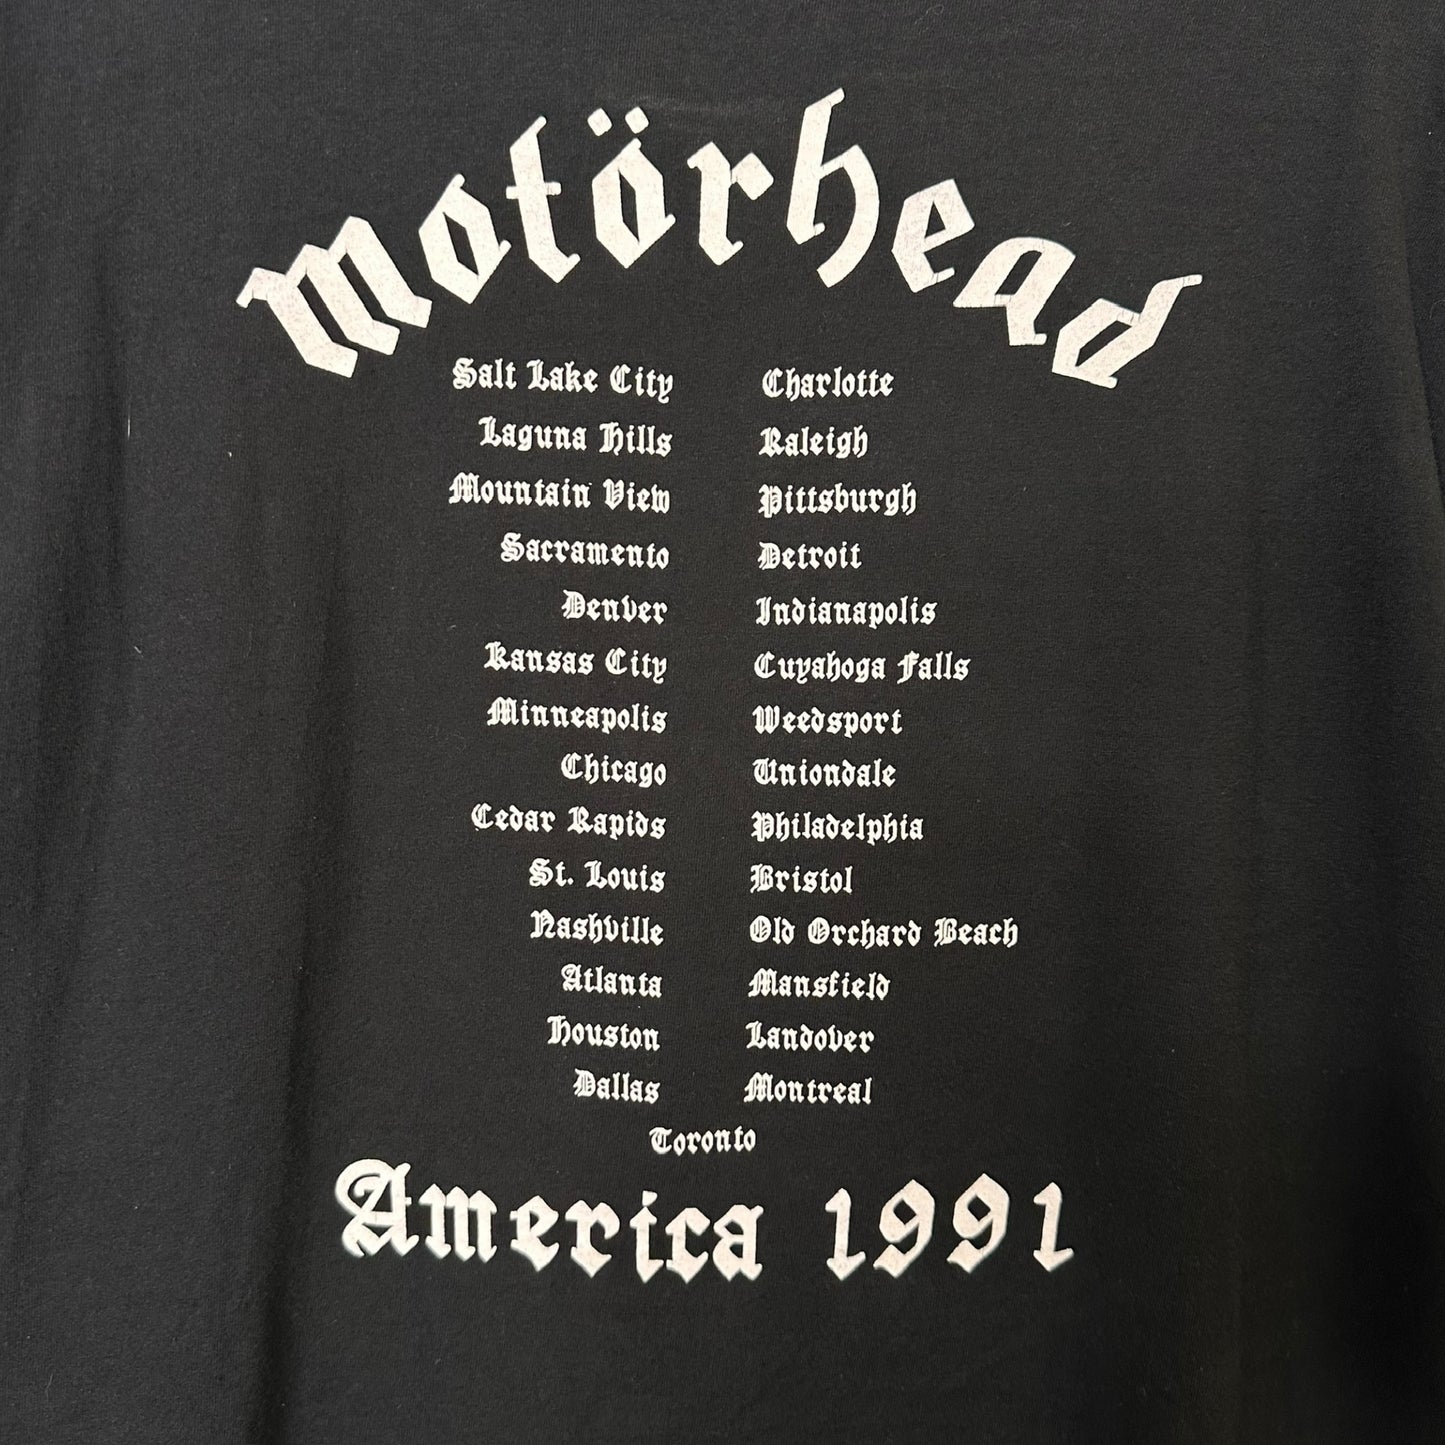 Motörhead
Salt Lake City
Laguna Hills
Mountain View
Sacramento
Denver
Kansas City
Minneapolis
Chicago
Cedar Rapids
St. Louis
Nashville
Atlanta
Houston
Dallas
Charlotte
Raleigh
Pittsburgh
Detroit
Indianapolis
Cuyahoga Falls
Weedsport
Uniondale
Philadelphia
Bristol
Old Orchard Beach
Mansfield
Landover
Montreal
Toronto
America 1991